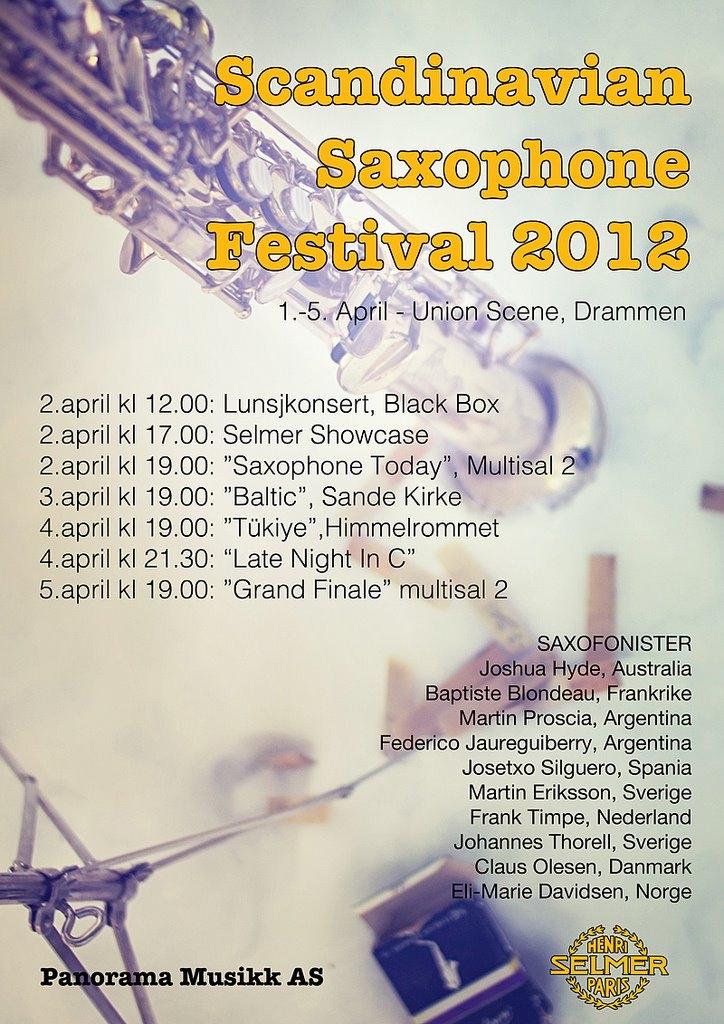 Scandinavian
Saxophone
Festival 2012
1.-5. April - Union Scene, Drammen
2.april kl 12.00: Lunsjkonsert, Black Box
2.april kl 17.00: Selmer Showcase
2.april kl 19.00: ”Saxophone Today”, Multisal 2
3.april kl 19.00: ”Baltic”, Sande Kirke
4.april kl 19.00: ”Tükiye”,Himmelrommet
4.april kl 21.30: “Late Night In C”
5.april kl 19.00: ”Grand Finale” multisal 2
SAXOFONISTER
Joshua Hyde, Australia
Baptiste Blondeau, Frankrike
Martin Proscia, Argentina
Federico Jaureguiberry, Argentina
Josetxo Silguero, Spania
Martin Eriksson, Sverige
Frank Timpe, Nederland
Johannes Thorell, Sverige
Claus Olesen, Danmark
Eli-Marie Davidsen, Norge
Panorama Musikk AS
HENRI
SELMER
PARIS